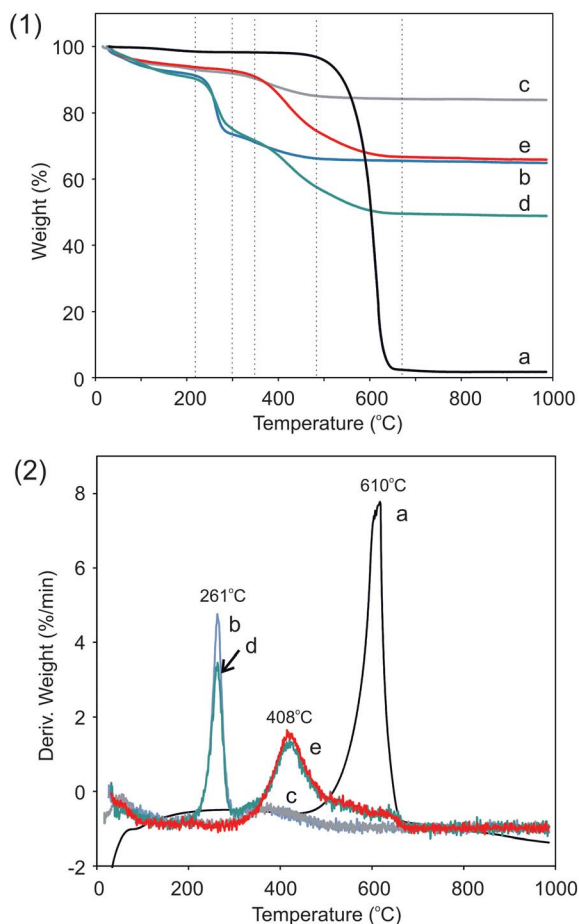 (1)
100
80
60
40
20
0
Weight (%)
c
e
b
d
a
0 200 400 600 800 1000
Temperature (°C)
(2)
8
6
4
2
0
-2
Deriv. Weight (%/min)
610°C
a
261°C
b
d
408°C
e
c
0 200 400 600 800 1000
Temperature (°C)